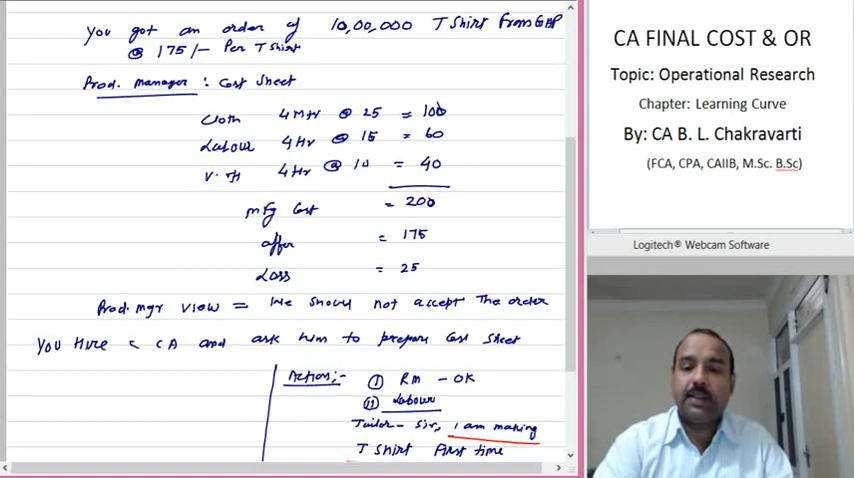 You got an order of 10,00,000 T Shirt From GAP
@ 175/- Per T Shirt
Prod. Manager : Cost Sheet
Cloth 4 Mtr @ 25 = 100
Labour 4 Hr @ 15 = 60
V. OH 4 Hr @ 10 = 40
Mfg Cost = 200
offer = 175
Loss = 25
Prod. Mgr view = We should not accept The order
You Hire a CA and ask him to prepare Cost Sheet
Action:- (i) RM - OK
(ii) Labour
Tailor - Sir, I am making
T Shirt First time
CA FINAL COST & OR
Topic: Operational Research
Chapter: Learning Curve
By: CA B. L. Chakravarti
(FCA, CPA, CAIIB, M.Sc. B.Sc)
Logitech® Webcam Software